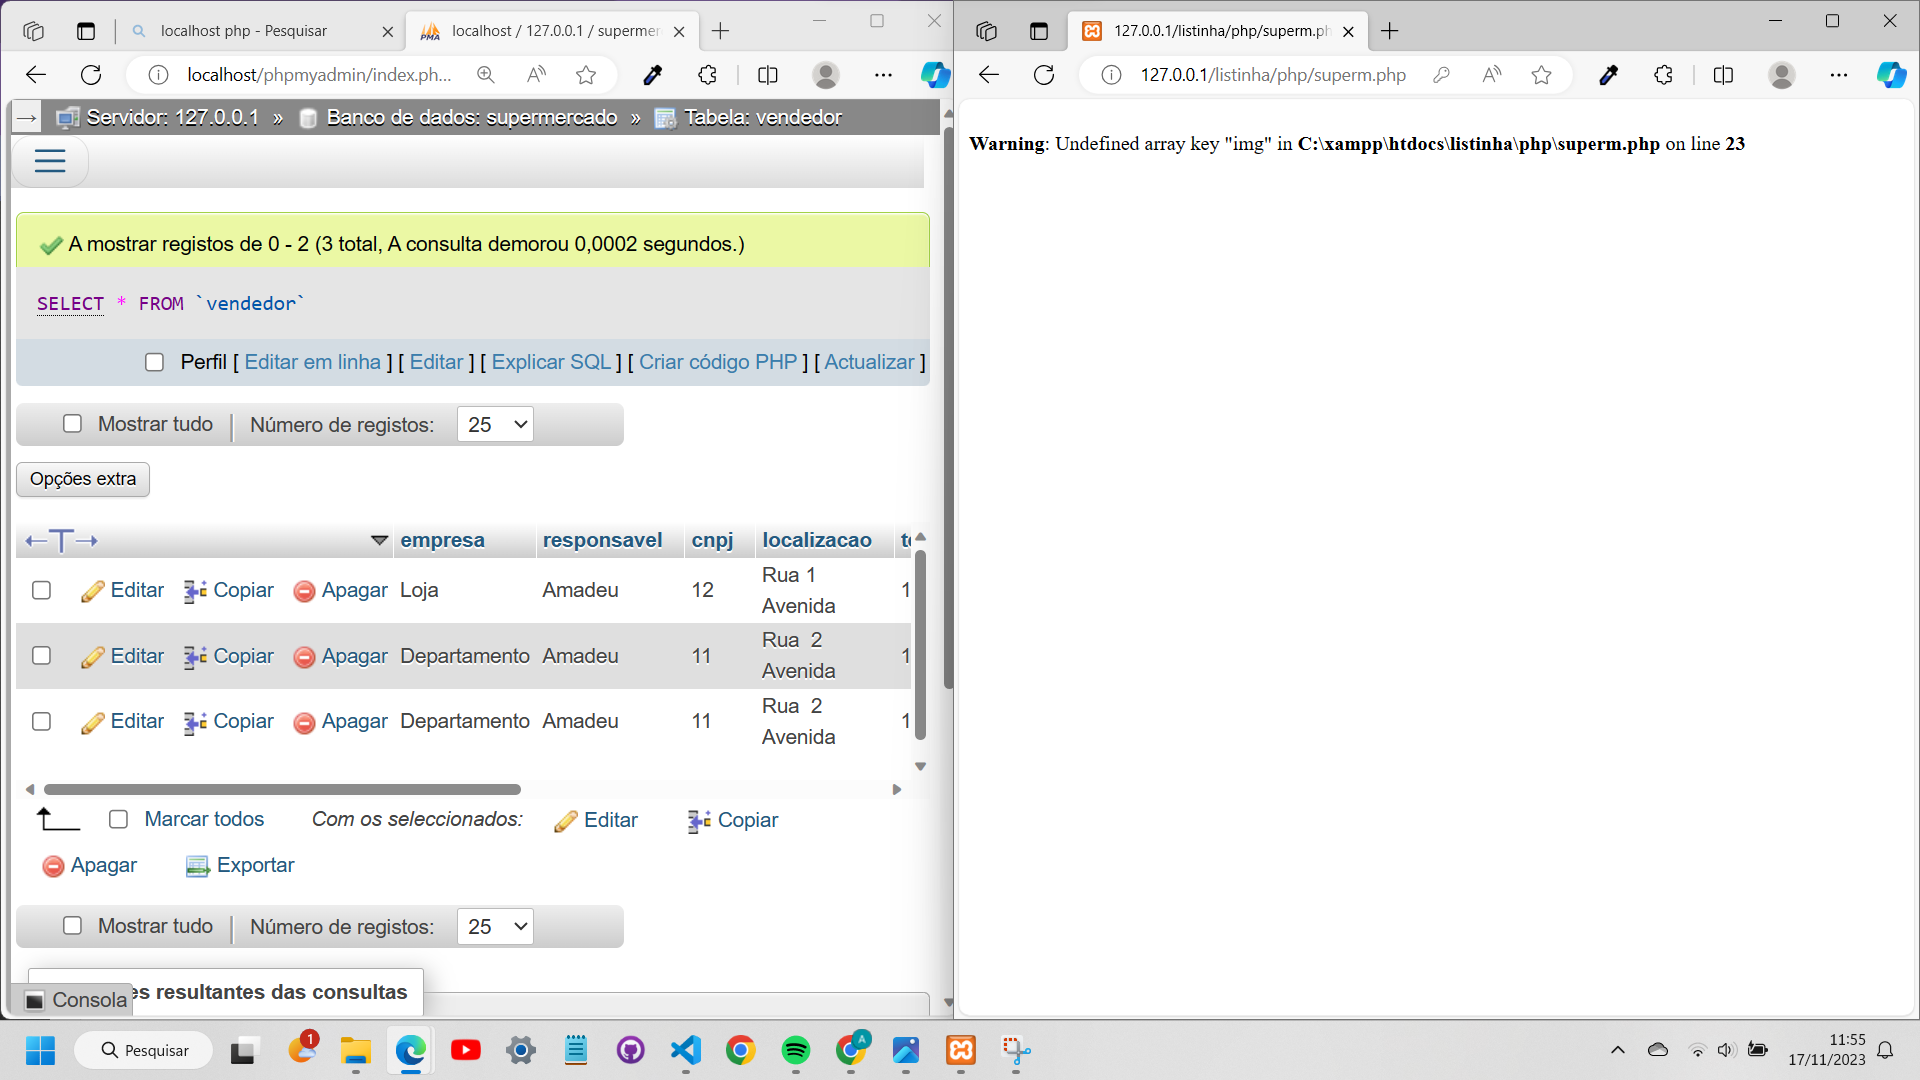 localhost php - Pesquisar
localhost / 127.0.0.1 / supermer
localhost/phpmyadmin/index.ph...
Servidor: 127.0.0.1 » Banco de dados: supermercado » Tabela: vendedor
A mostrar registos de 0 - 2 (3 total, A consulta demorou 0,0002 segundos.)
SELECT * FROM `vendedor`
Perfil [ Editar em linha ] [ Editar ] [ Explicar SQL ] [ Criar código PHP ] [ Actualizar ]
Mostrar tudo | Número de registos: 25
Opções extra
←T→ empresa responsavel cnpj localizacao
Editar Copiar Apagar Loja Amadeu 12 Rua 1 1
Avenida
Editar Copiar Apagar Departamento Amadeu 11 Rua 2 1
Avenida
Editar Copiar Apagar Departamento Amadeu 11 Rua 2 1
Avenida
Marcar todos Com os seleccionados: Editar Copiar
Apagar Exportar
Mostrar tudo | Número de registos: 25
es resultantes das consultas
Consola
127.0.0.1/listinha/php/superm.ph
127.0.0.1/listinha/php/superm.php
Warning: Undefined array key "img" in C:\xampp\htdocs\listinha\php\superm.php on line 23
Pesquisar
1
A
11:55
17/11/2023